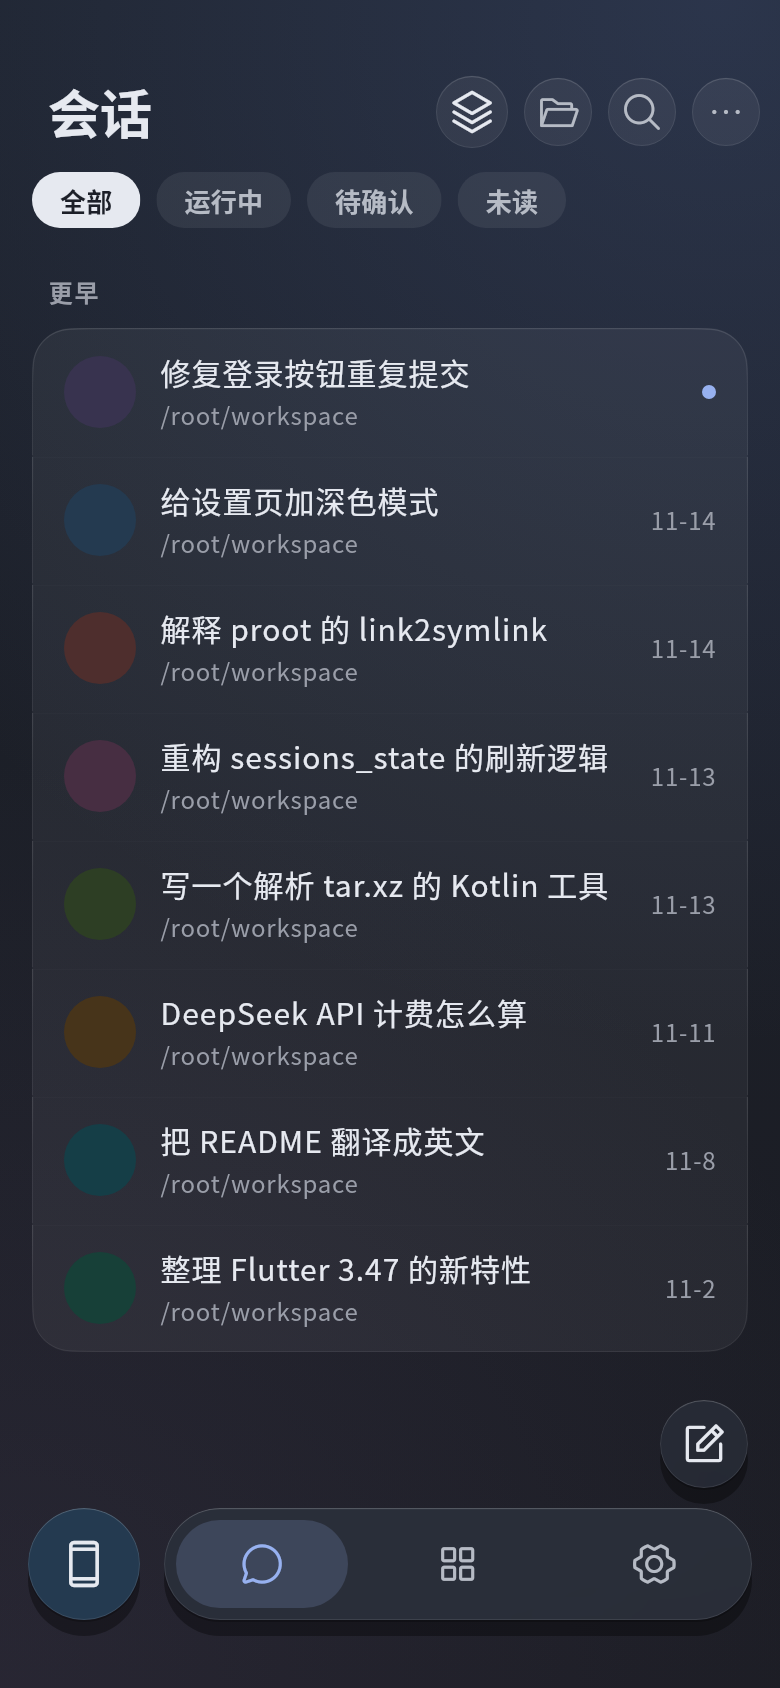 会话
全部 运行中 待确认 未读
更早
修复登录按钮重复提交
/root/workspace
给设置页加深色模式
/root/workspace
11-14
解释 proot 的 link2symlink
/root/workspace
11-14
重构 sessions_state 的刷新逻辑
/root/workspace
11-13
写一个解析 tar.xz 的 Kotlin 工具
/root/workspace
11-13
DeepSeek API 计费怎么算
/root/workspace
11-11
把 README 翻译成英文
/root/workspace
11-8
整理 Flutter 3.47 的新特性
/root/workspace
11-2